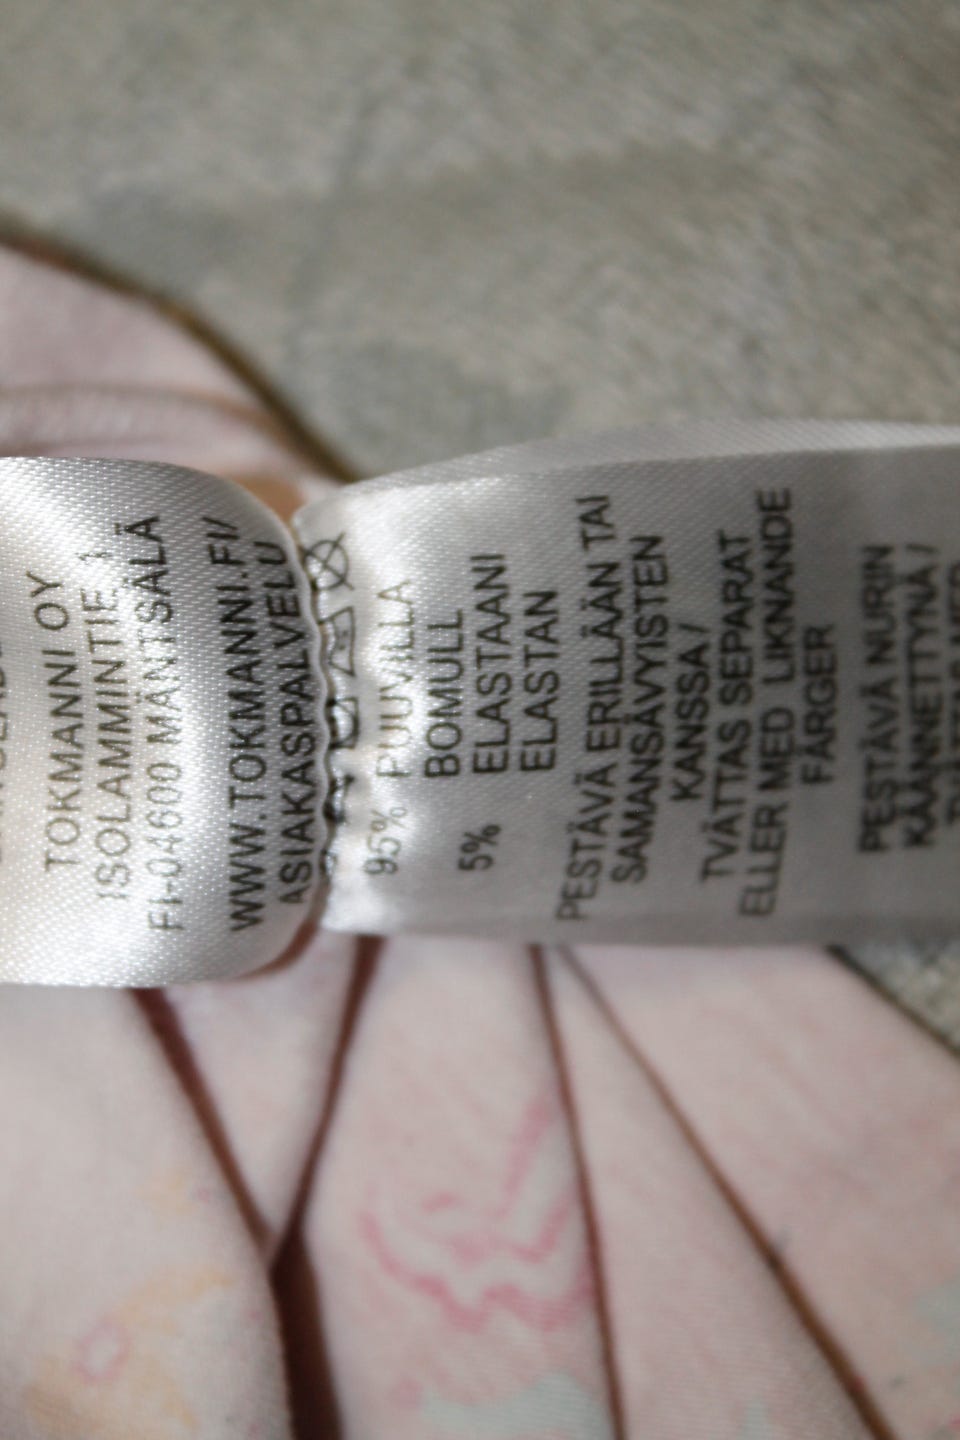 TOKMANNI OY
ISOLAMMINTIE 1
FI-04600 MÄNTSÄLÄ
WWW.TOKMANNI.FI/
ASIAKASPALVELU
95% PUUVILLA
BOMULL
5% ELASTAANI
ELASTAN
PESTÄVÄ ERILLÄÄN TAI
SAMANSÄVYISTEN
KANSSA /
TVÄTTAS SEPARAT
ELLER MED LIKNANDE
FÄRGER
PESTÄVÄ NURIN
KÄÄNNETTYNÄ /